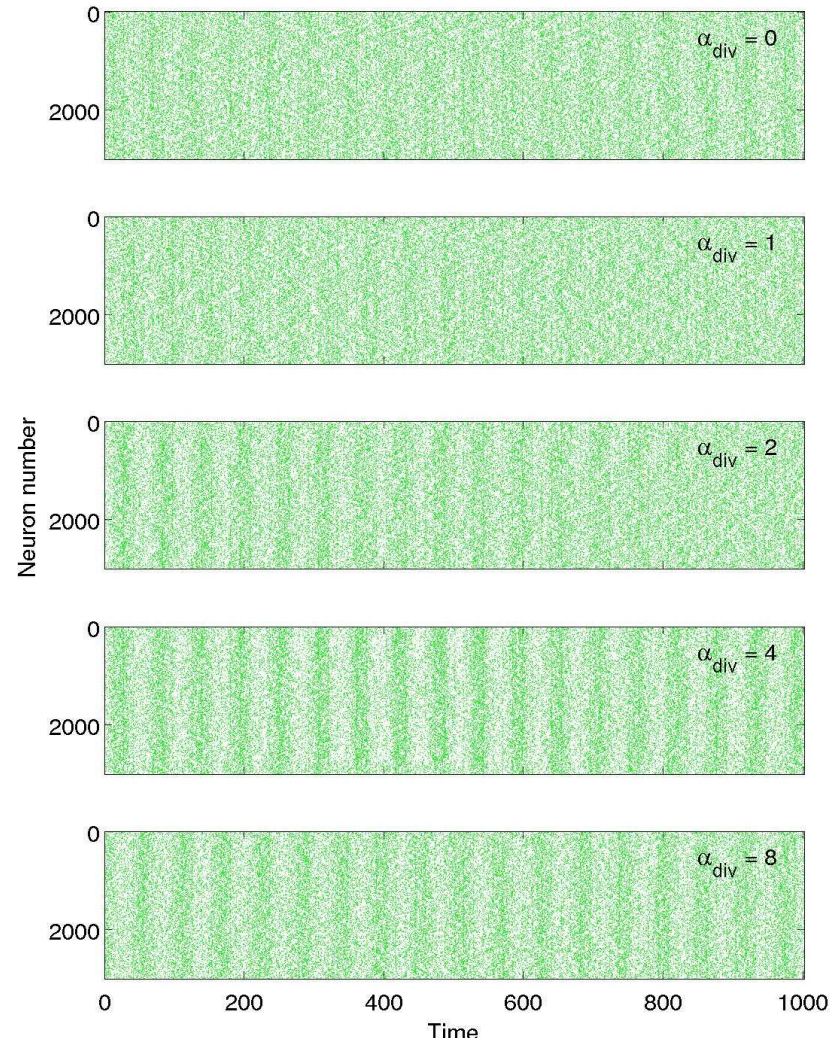 0
α_div = 0
2000
0
α_div = 1
2000
0
α_div = 2
Neuron number
2000
0
α_div = 4
2000
0
α_div = 8
2000
0 200 400 600 800 1000
Time